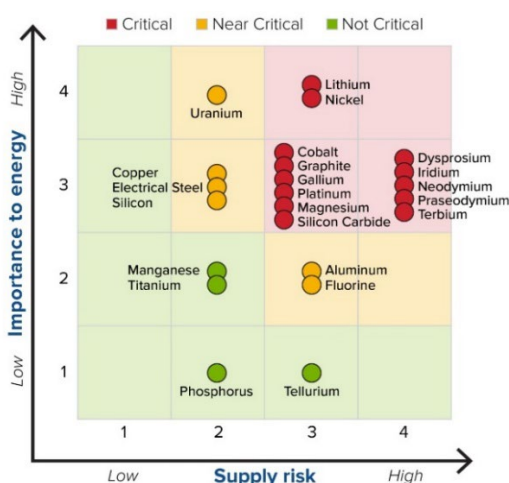 Critical Near Critical Not Critical
High
Importance to energy
Low
4
3
2
1
Uranium
Lithium
Nickel
Copper
Electrical Steel
Silicon
Cobalt
Graphite
Gallium
Platinum
Magnesium
Silicon Carbide
Dysprosium
Iridium
Neodymium
Praseodymium
Terbium
Manganese
Titanium
Aluminum
Fluorine
Phosphorus
Tellurium
1 2 3 4
Low Supply risk High